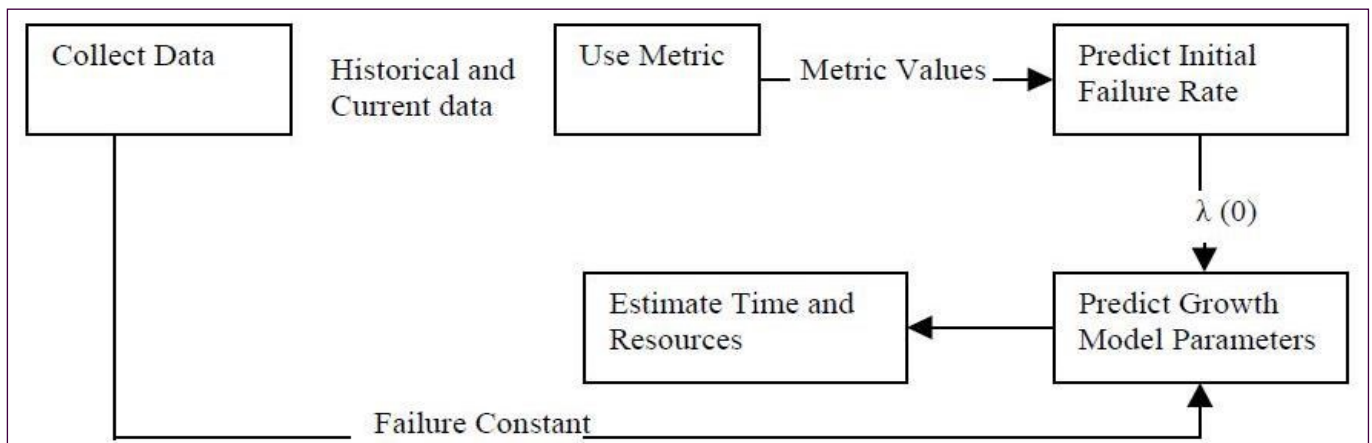 Collect Data
Historical and
Current data
Use Metric
Metric Values
Predict Initial
Failure Rate
λ (0)
Estimate Time and
Resources
Predict Growth
Model Parameters
Failure Constant